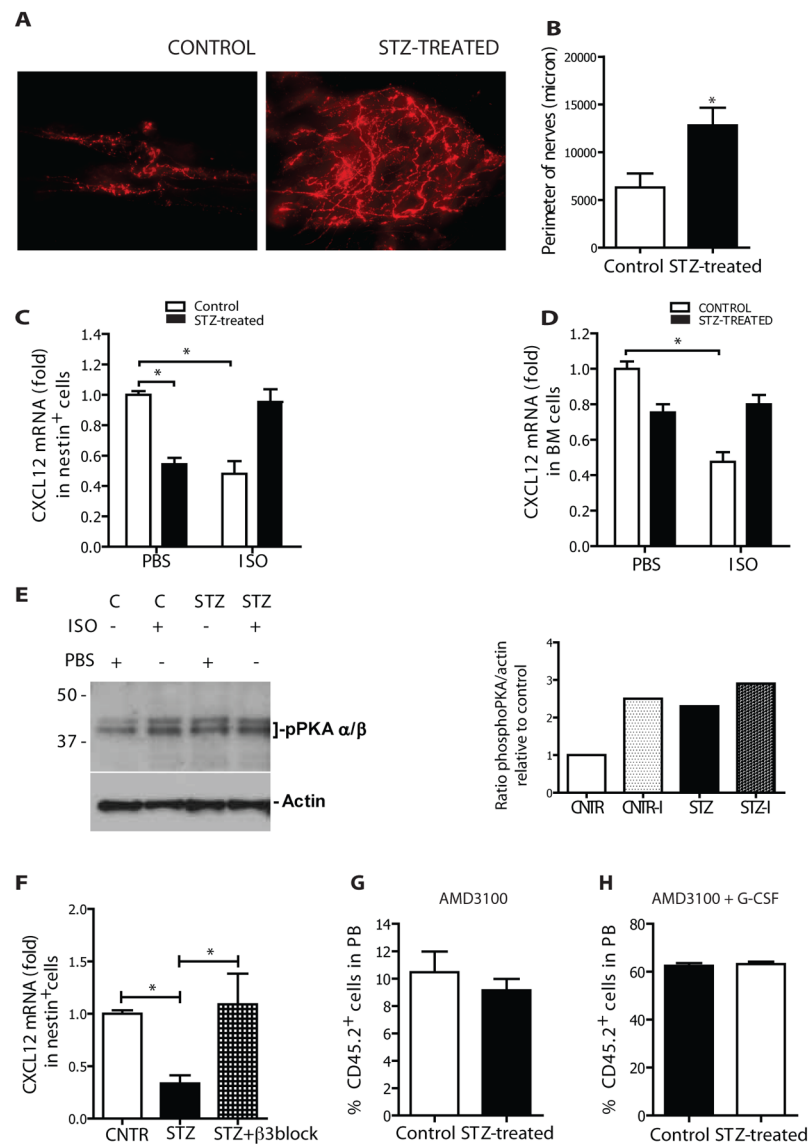 A
CONTROL STZ-TREATED
B
Perimeter of nerves (micron)
20000
15000
10000
5000
0
*
Control STZ-treated
C
Control
STZ-treated
CXCL12 mRNA (fold)
in nestin+ cells
1.4
1.2
1.0
0.8
0.6
0.4
0.2
0.0
*
*
PBS ISO
D
CONTROL
STZ-TREATED
CXCL12 mRNA (fold)
in BM cells
1.2
1.0
0.8
0.6
0.4
0.2
0.0
*
PBS ISO
E
C C STZ STZ
ISO - + - +
PBS + - + -
50 -
37 -
]-pPKA α/β
- Actin
Ratio phosphoPKA/actin
relative to control
4
3
2
1
0
CNTR CNTR-I STZ STZ-I
F
CXCL12 mRNA (fold)
in nestin+cells
2.0
1.5
1.0
0.5
0.0
*
*
CNTR STZ STZ+β3block
G
AMD3100
% CD45.2+ cells in PB
14
12
10
8
6
4
2
0
Control STZ-treated
H
AMD3100 + G-CSF
% CD45.2+ cells in PB
80
60
40
20
0
Control STZ-treated